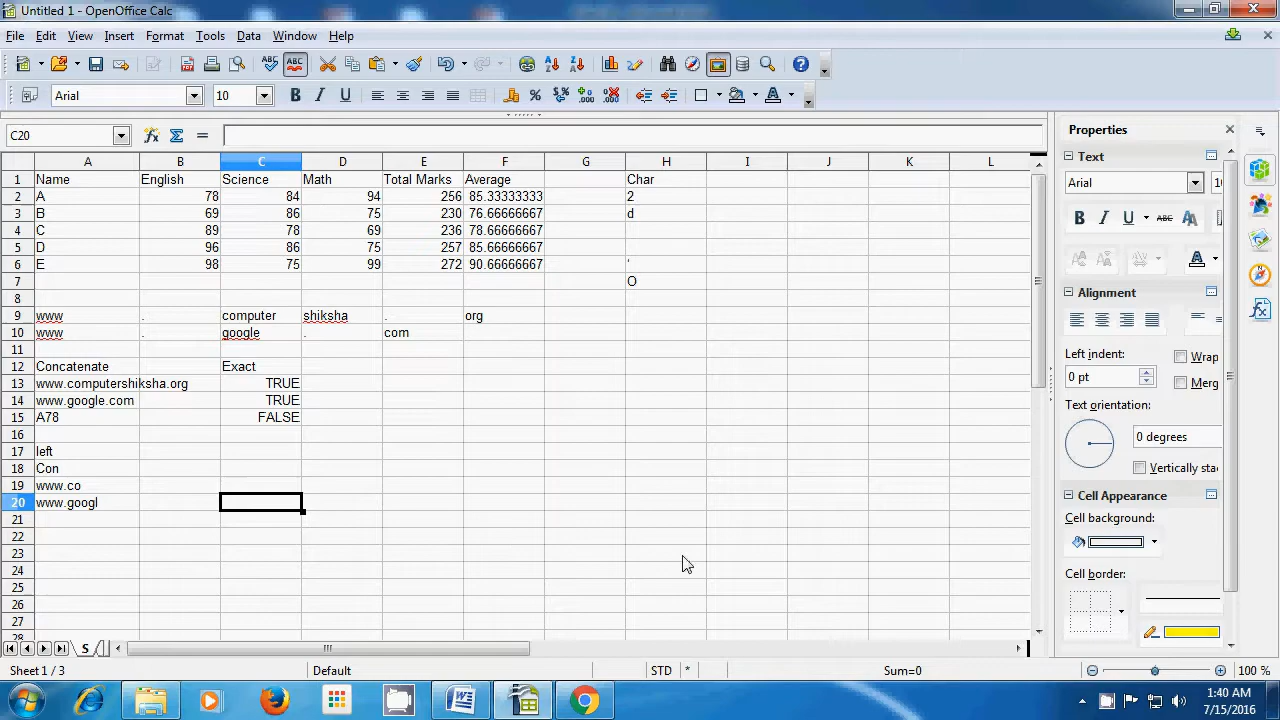 Untitled 1 - OpenOffice Calc
File Edit View Insert Format Tools Data Window Help
Arial 10
C20
A B C D E F G H I J K L
1 Name English Science Math Total Marks Average Char
2 A 78 84 94 256 85.33333333 2
3 B 69 86 75 230 76.66666667 d
4 C 89 78 69 236 78.66666667
5 D 96 86 75 257 85.66666667
6 E 98 75 99 272 90.66666667 '
7 O
8
9 www . computer shiksha . org
10 www . google . com
11
12 Concatenate Exact
13 www.computershiksha.org TRUE
14 www.google.com TRUE
15 A78 FALSE
16
17 left
18 Con
19 www.co
20 www.googl
21
22
23
24
25
26
27
28
Properties
Text
Arial
Alignment
Left indent:
Wrap
0 pt
Merg
Text orientation:
0 degrees
Vertically sta
Cell Appearance
Cell background:
Cell border:
S
Sheet 1 / 3 Default STD * Sum=0 100 %
1:40 AM
7/15/2016